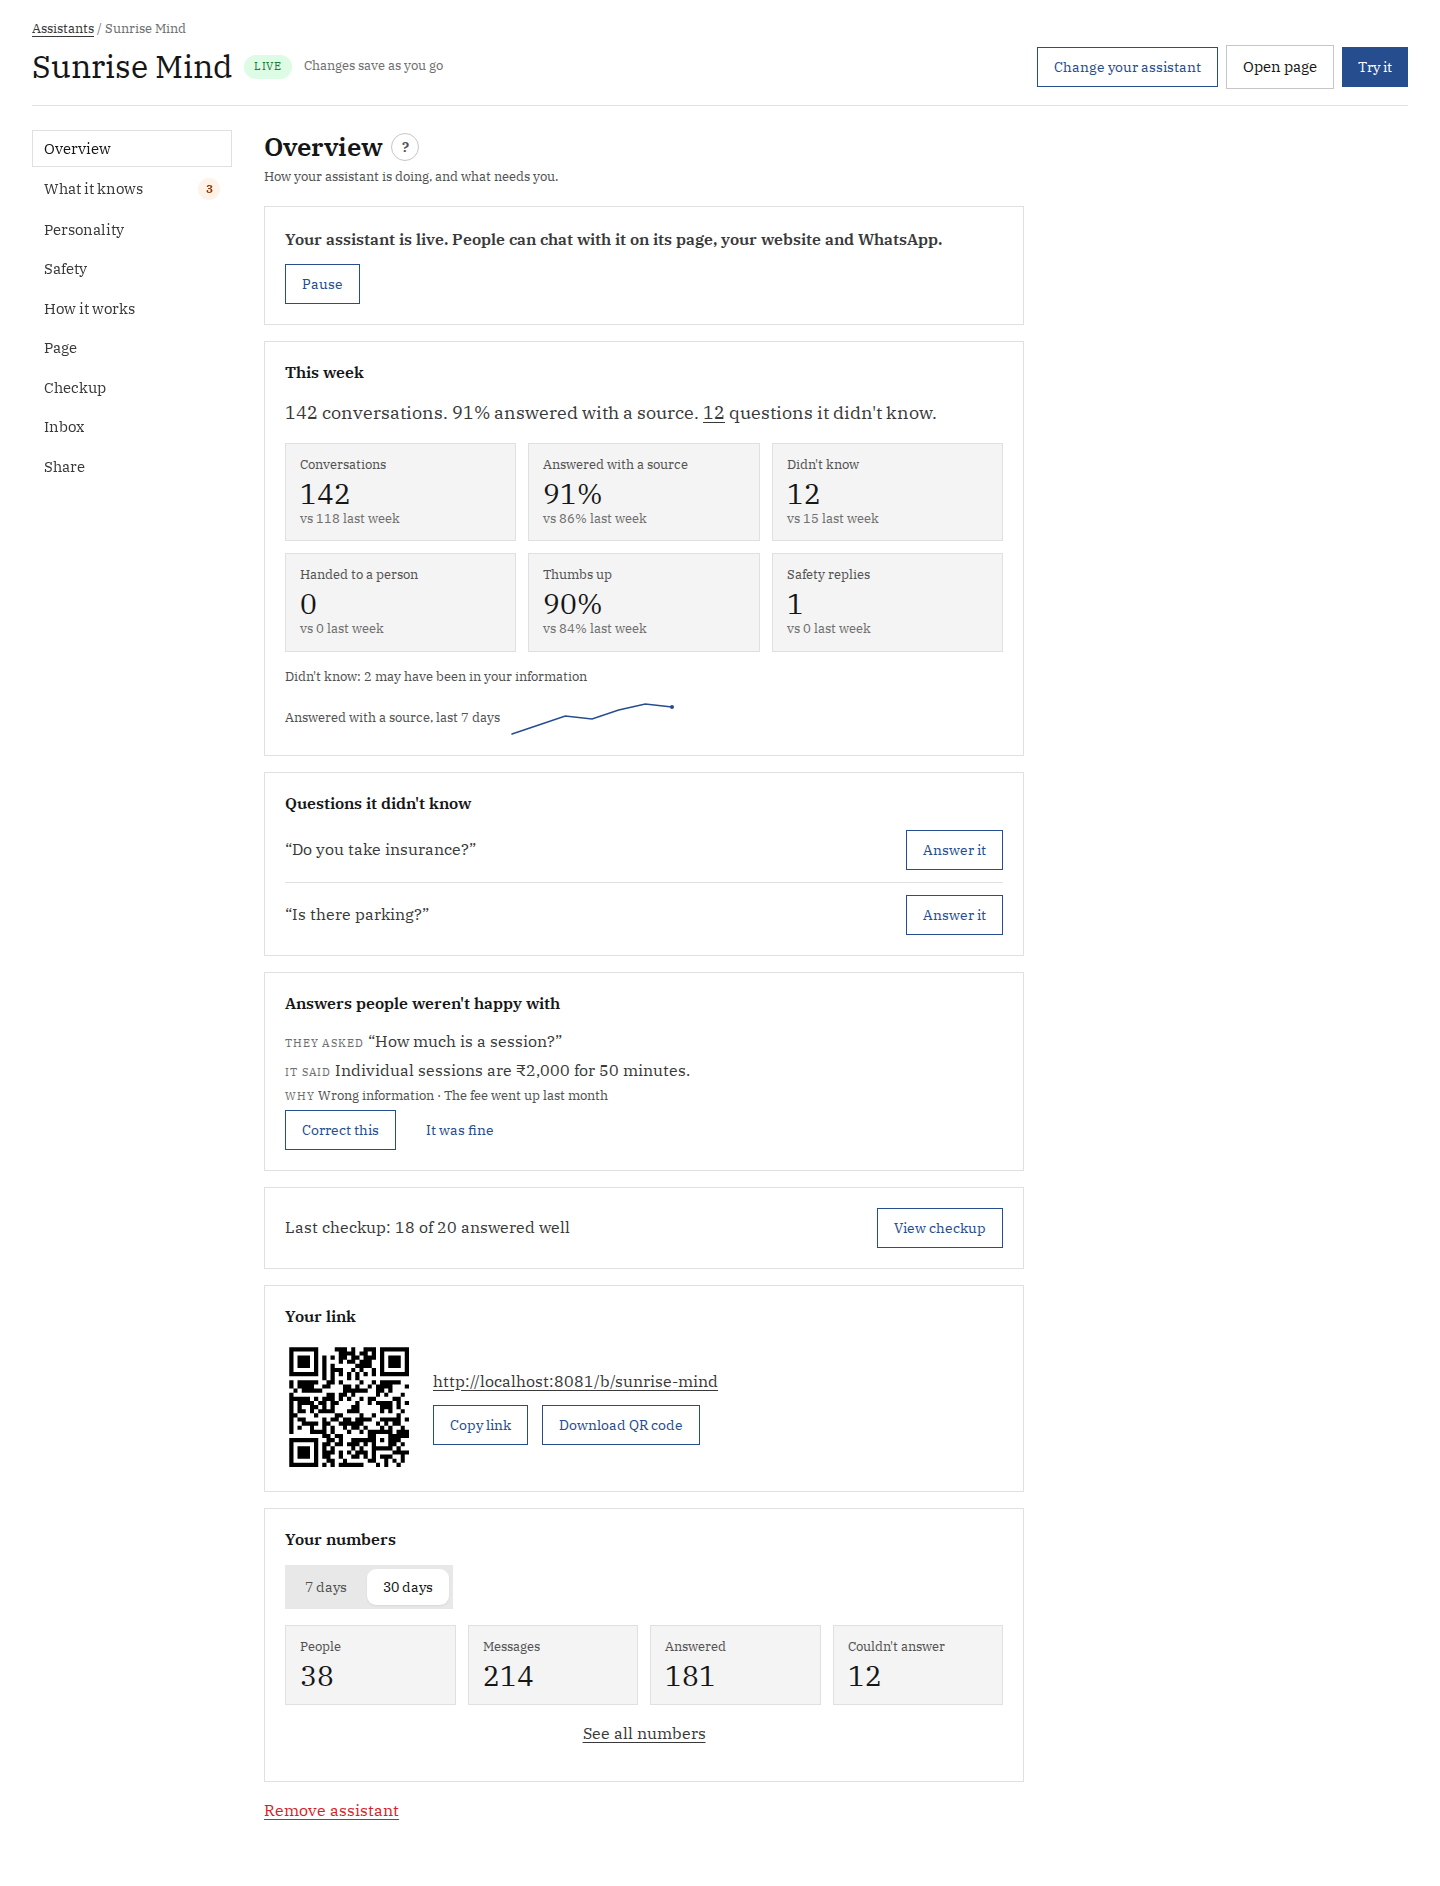 Assistants / Sunrise Mind
Sunrise Mind LIVE Changes save as you go
Change your assistant Open page Try it
Overview
What it knows 3
Personality
Safety
How it works
Page
Checkup
Inbox
Share
Overview ?
How your assistant is doing, and what needs you.
Your assistant is live. People can chat with it on its page, your website and WhatsApp.
Pause
This week
142 conversations. 91% answered with a source. 12 questions it didn't know.
Conversations
142
vs 118 last week
Answered with a source
91%
vs 86% last week
Didn't know
12
vs 15 last week
Handed to a person
0
vs 0 last week
Thumbs up
90%
vs 84% last week
Safety replies
1
vs 0 last week
Didn't know: 2 may have been in your information
Answered with a source, last 7 days
Questions it didn't know
“Do you take insurance?” Answer it
“Is there parking?” Answer it
Answers people weren't happy with
THEY ASKED “How much is a session?”
IT SAID Individual sessions are ₹2,000 for 50 minutes.
WHY Wrong information · The fee went up last month
Correct this It was fine
Last checkup: 18 of 20 answered well View checkup
Your link
http://localhost:8081/b/sunrise-mind
Copy link Download QR code
Your numbers
7 days 30 days
People
38
Messages
214
Answered
181
Couldn't answer
12
See all numbers
Remove assistant